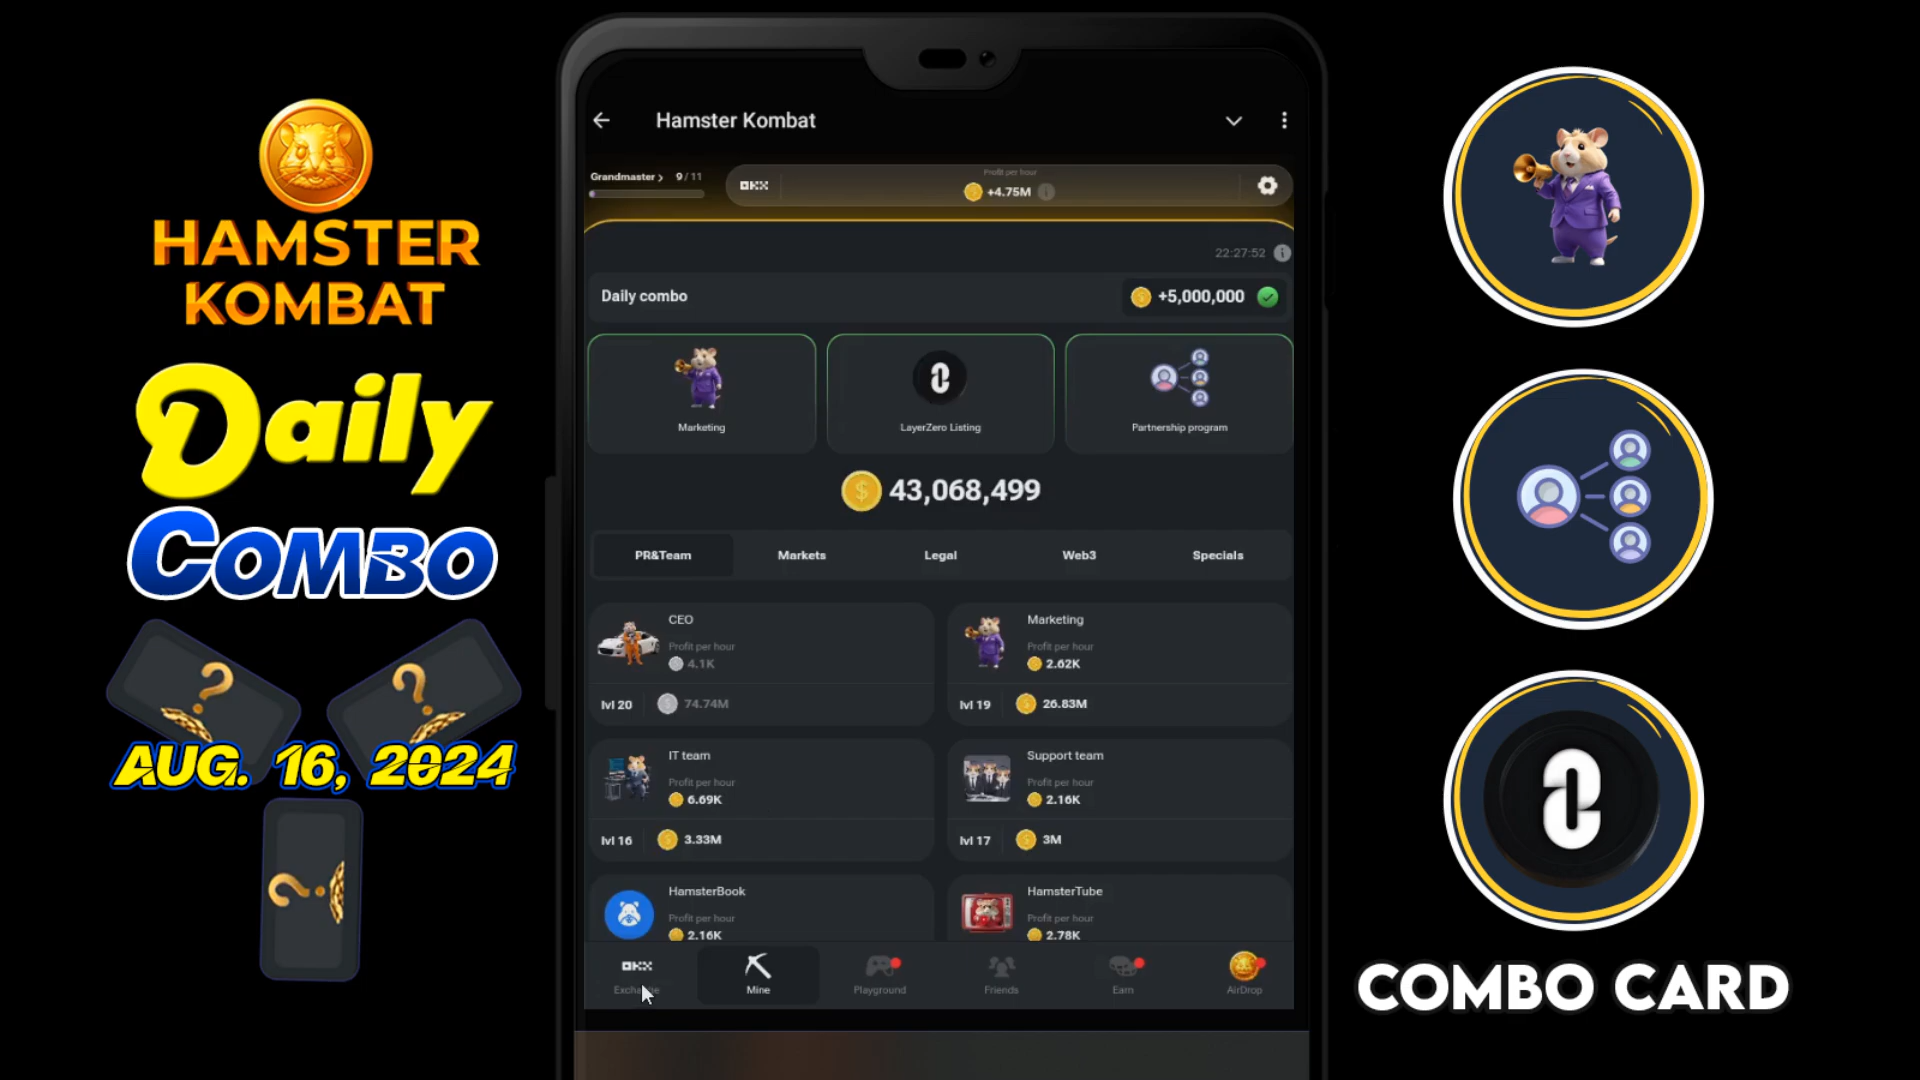 HAMSTER
KOMBAT
Daily
COMBO
AUG. 16, 2024
Hamster Kombat
Grandmaster > 9 / 11
OKX
Profit per hour
+4.75M
22:27:52
Daily combo
+5,000,000
Marketing
LayerZero Listing
Partnership program
43,068,499
PR&Team
Markets
Legal
Web3
Specials
CEO
Profit per hour
4.1K
lvl 20
74.74M
Marketing
Profit per hour
2.62K
lvl 19
26.83M
IT team
Profit per hour
6.69K
lvl 16
3.33M
Support team
Profit per hour
2.16K
lvl 17
3M
HamsterBook
Profit per hour
2.16K
HamsterTube
Profit per hour
2.78K
OKX
Exchange
Mine
Playground
Friends
Earn
AirDrop
COMBO CARD